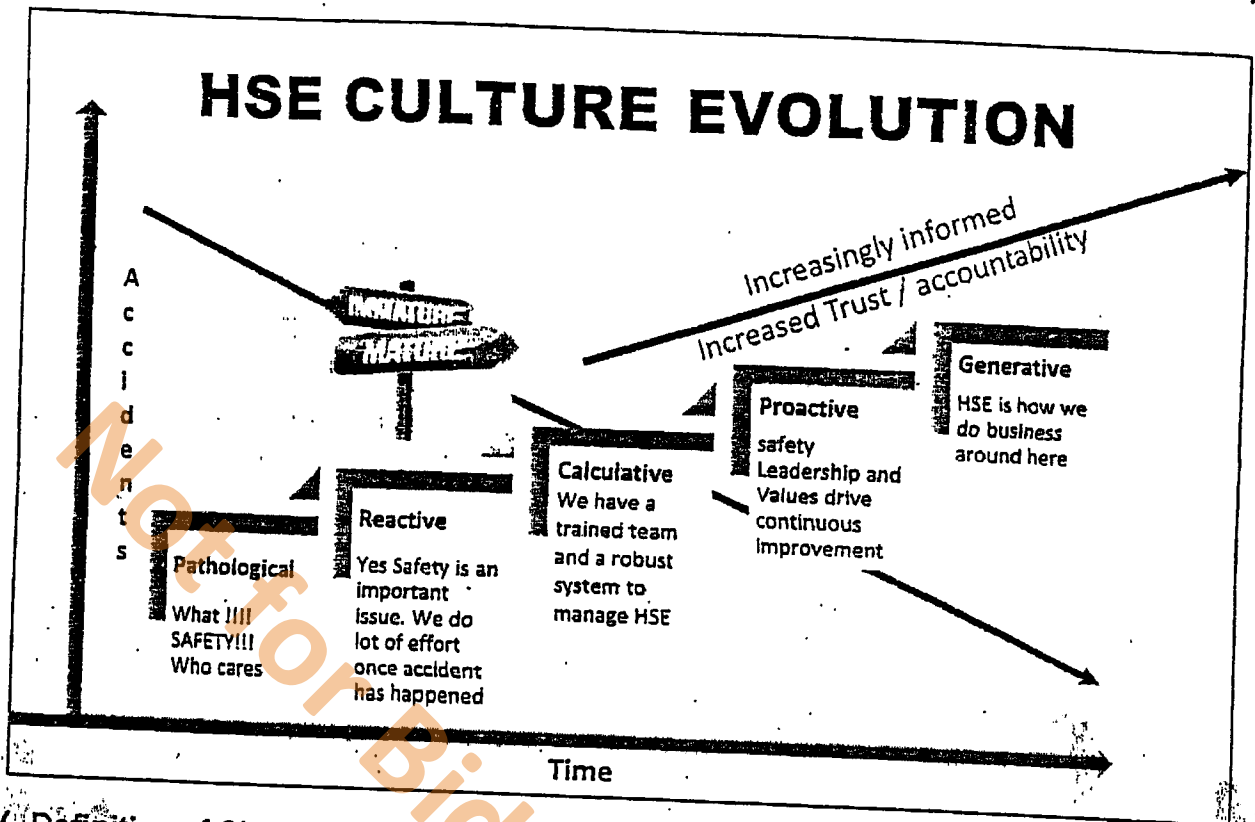 HSE CULTURE EVOLUTION
Accidents
IMMATURE
MATURE
Increasingly informed
Increased Trust / accountability
Pathological
What !!!!
SAFETY!!!
Who cares
Reactive
Yes Safety is an
important
issue. We do
lot of effort
once accident
has happened
Calculative
We have a
trained team
and a robust
system to
manage HSE
Proactive
safety
Leadership and
Values drive
continuous
improvement
Generative
HSE is how we
do business
around here
Time
Not for Bid